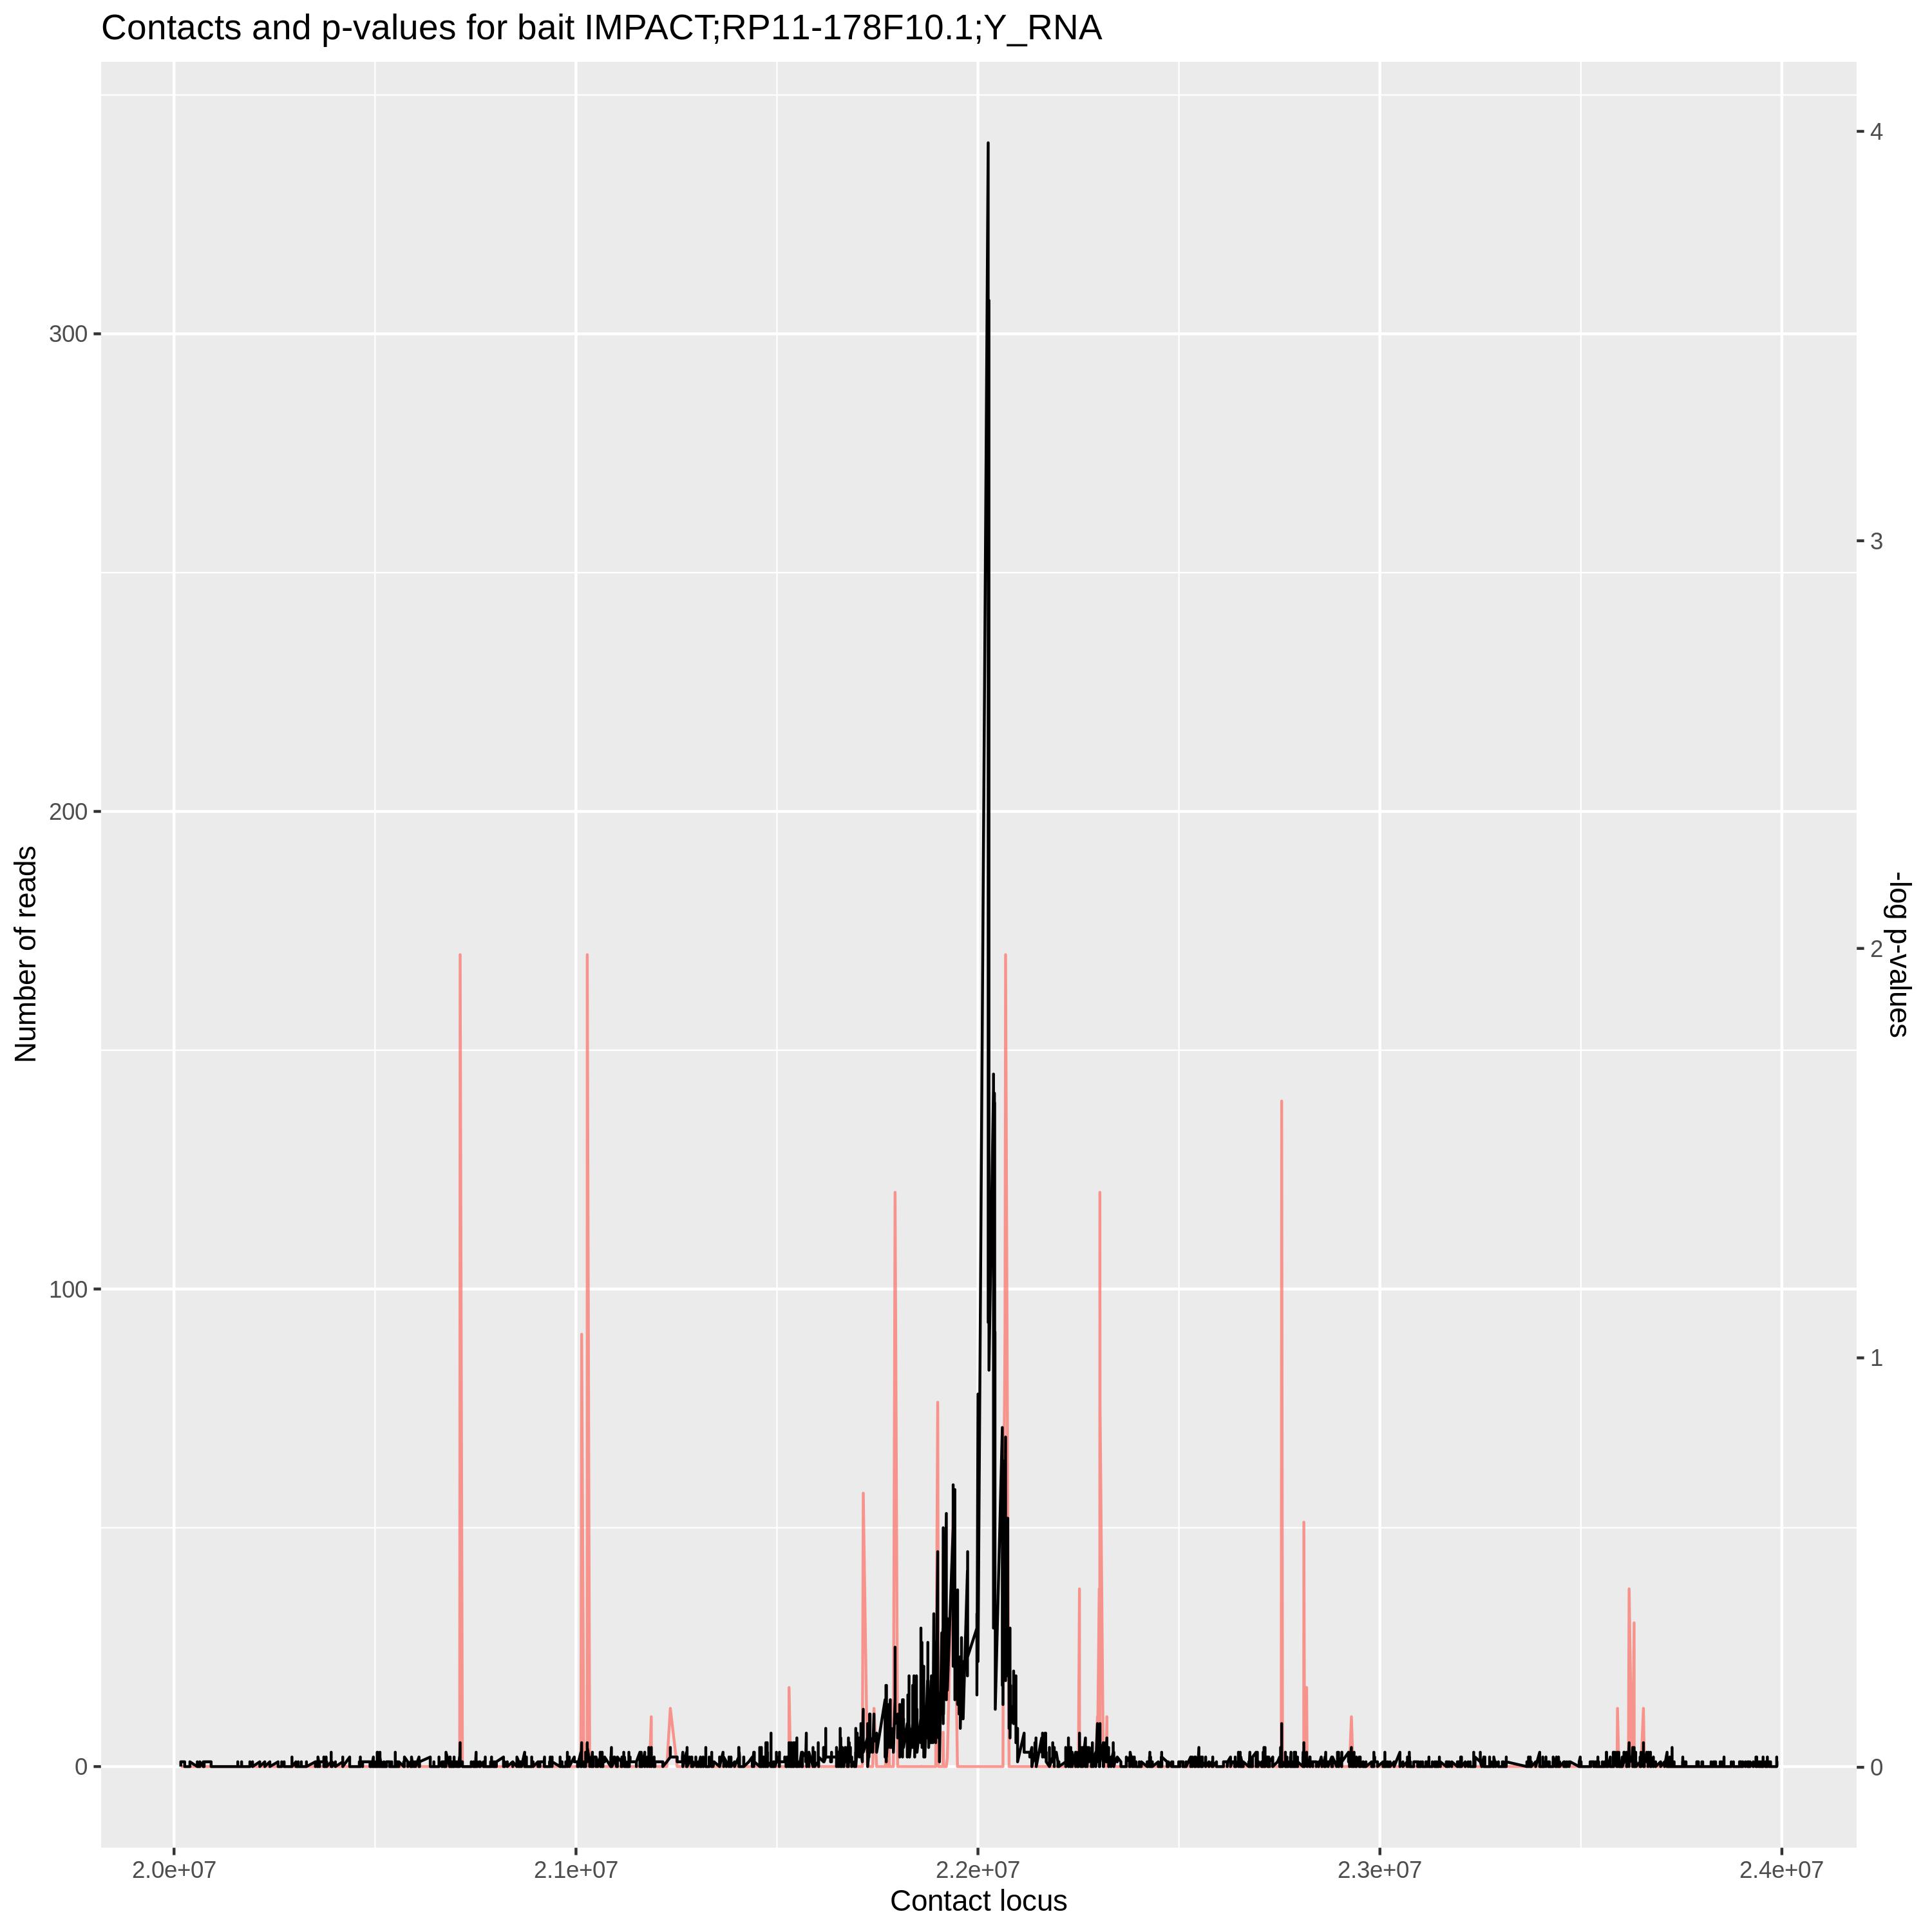 Contacts and p-values for bait IMPACT;RP11-178F10.1;Y_RNA
4
300
3
200
Number of reads
2
-log p-values
100
1
0
0
2.0e+07
2.1e+07
2.2e+07
2.3e+07
2.4e+07
Contact locus